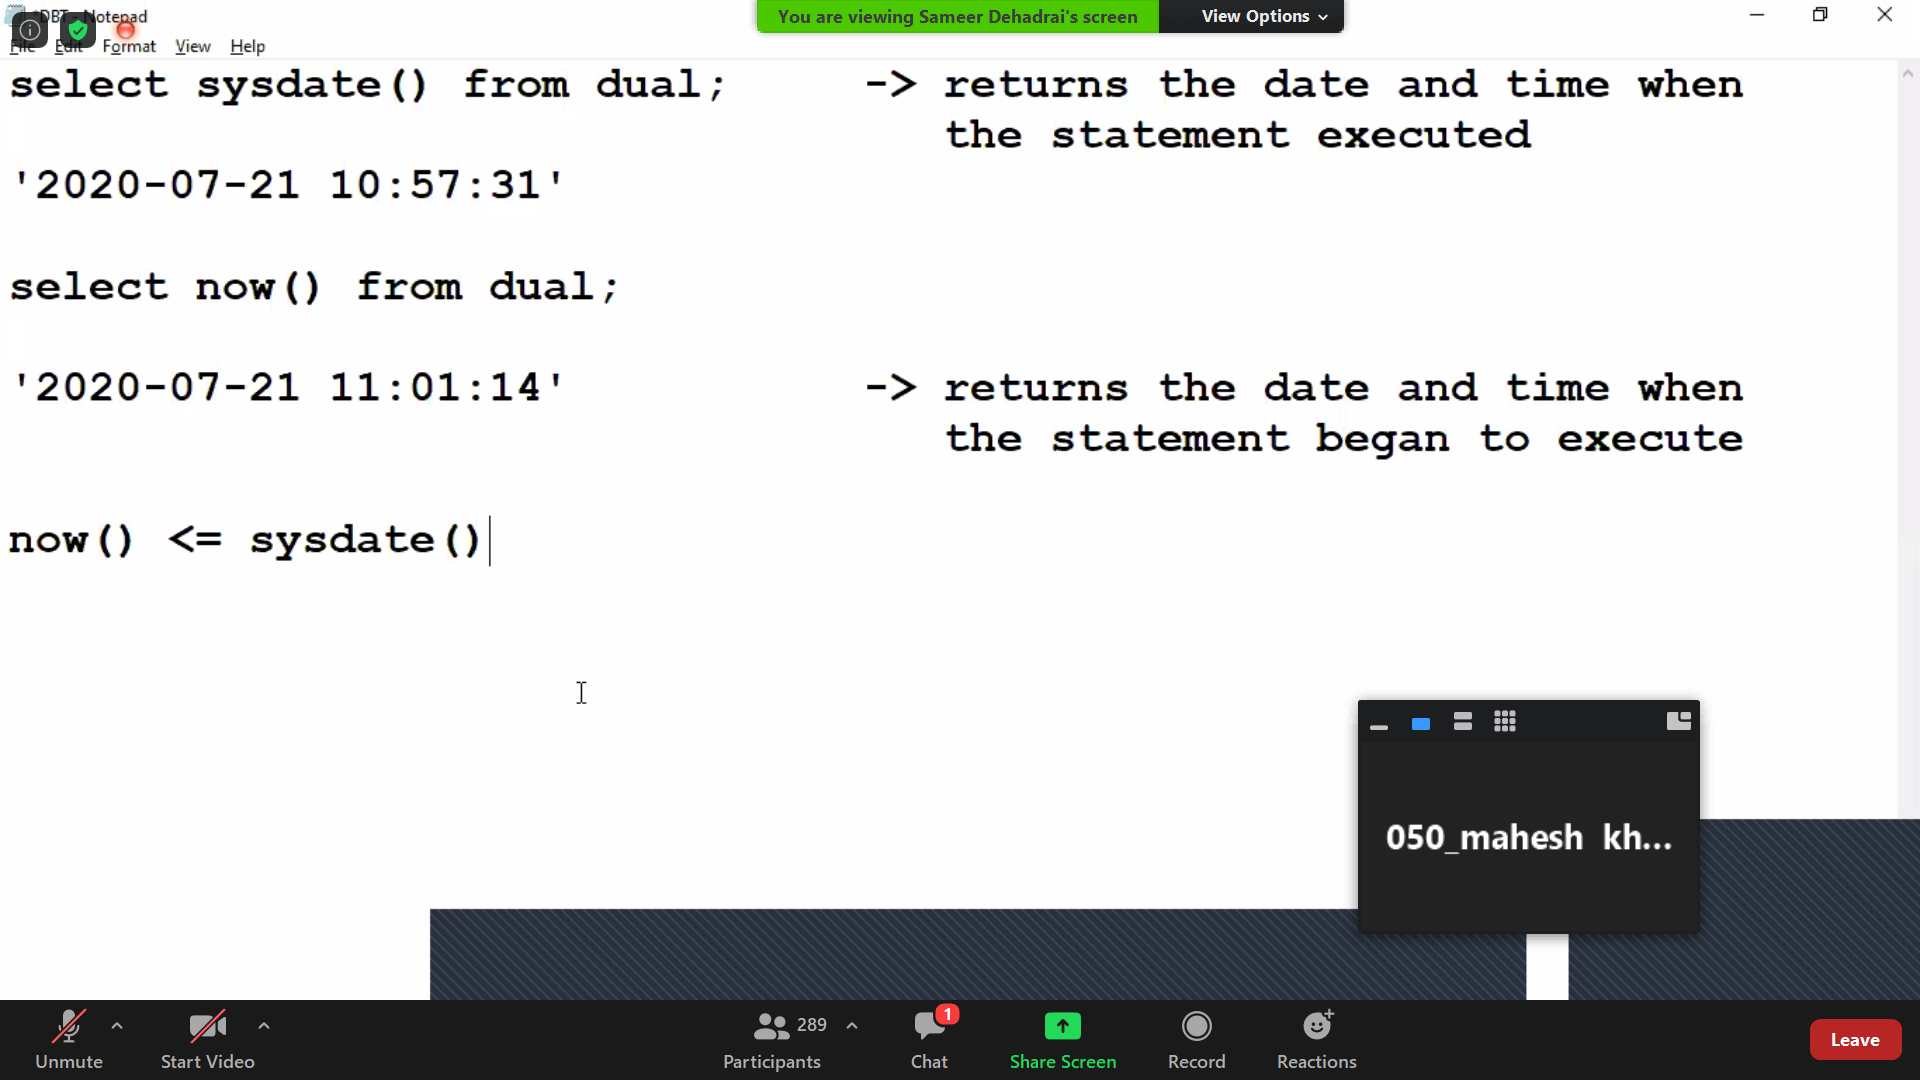 *DBT - Notepad
You are viewing Sameer Dehadrai's screen View Options
File Edit Format View Help
select sysdate() from dual; -> returns the date and time when
the statement executed
'2020-07-21 10:57:31'
select now() from dual;
'2020-07-21 11:01:14' -> returns the date and time when
the statement began to execute
now() <= sysdate()
050_mahesh kh...
Unmute
Start Video
289
Participants
1
Chat
Share Screen
Record
Reactions
Leave